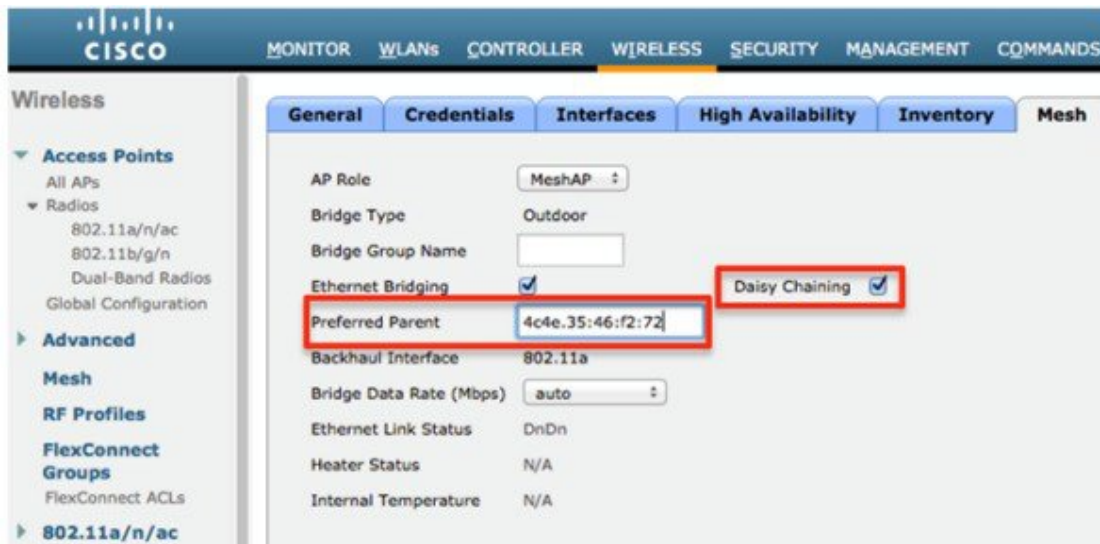 CISCO
MONITOR WLANs CONTROLLER WIRELESS SECURITY MANAGEMENT COMMANDS
Wireless
General Credentials Interfaces High Availability Inventory Mesh
Access Points
All APs
Radios
802.11a/n/ac
802.11b/g/n
Dual-Band Radios
Global Configuration
Advanced
Mesh
RF Profiles
FlexConnect
Groups
FlexConnect ACLs
802.11a/n/ac
AP Role MeshAP
Bridge Type Outdoor
Bridge Group Name
Ethernet Bridging Daisy Chaining
Preferred Parent 4c4e.35:46:f2:72
Backhaul Interface 802.11a
Bridge Data Rate (Mbps) auto
Ethernet Link Status DnDn
Heater Status N/A
Internal Temperature N/A